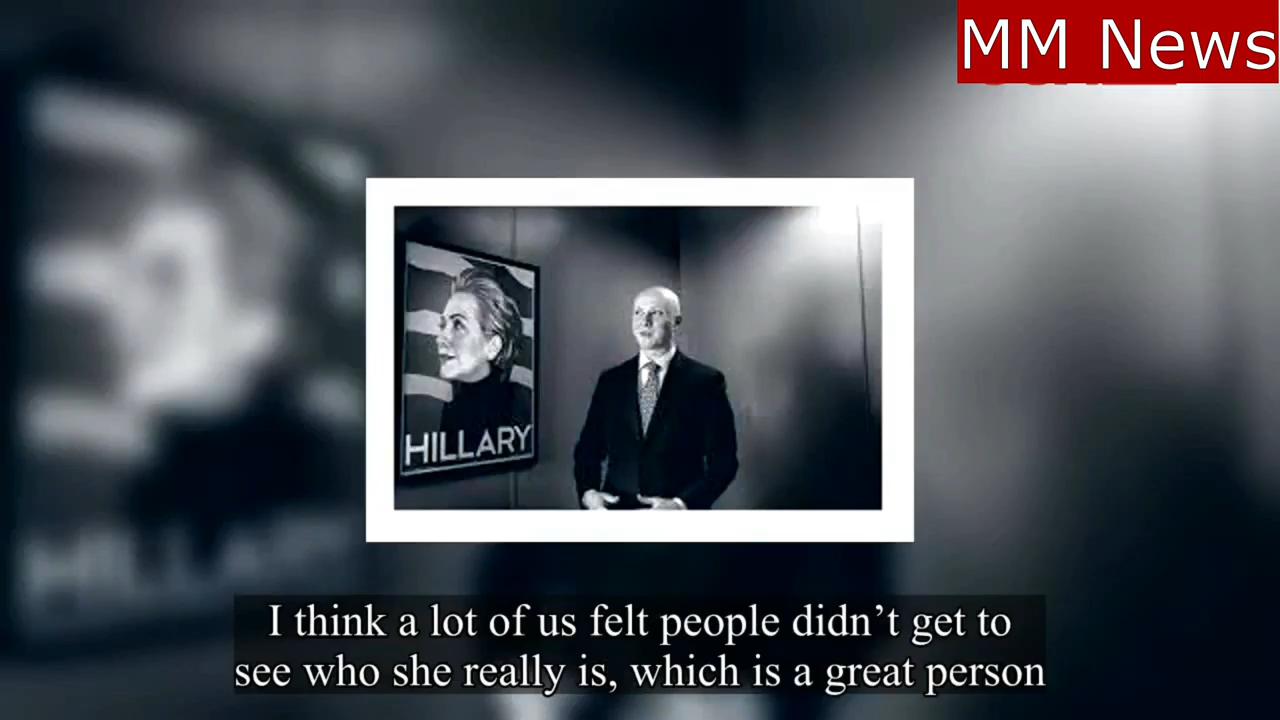 MM News
HILLARY
I think a lot of us felt people didn’t get to
see who she really is, which is a great person